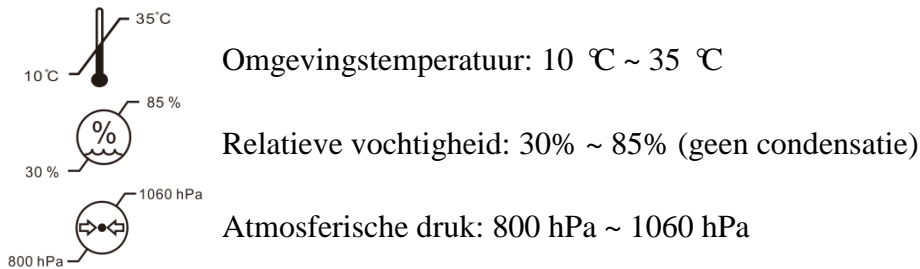 35℃
10℃
Omgevingstemperatuur: 10 ℃ ~ 35 ℃
85 %
%
30 %
Relatieve vochtigheid: 30% ~ 85% (geen condensatie)
1060 hPa
800 hPa
Atmosferische druk: 800 hPa ~ 1060 hPa